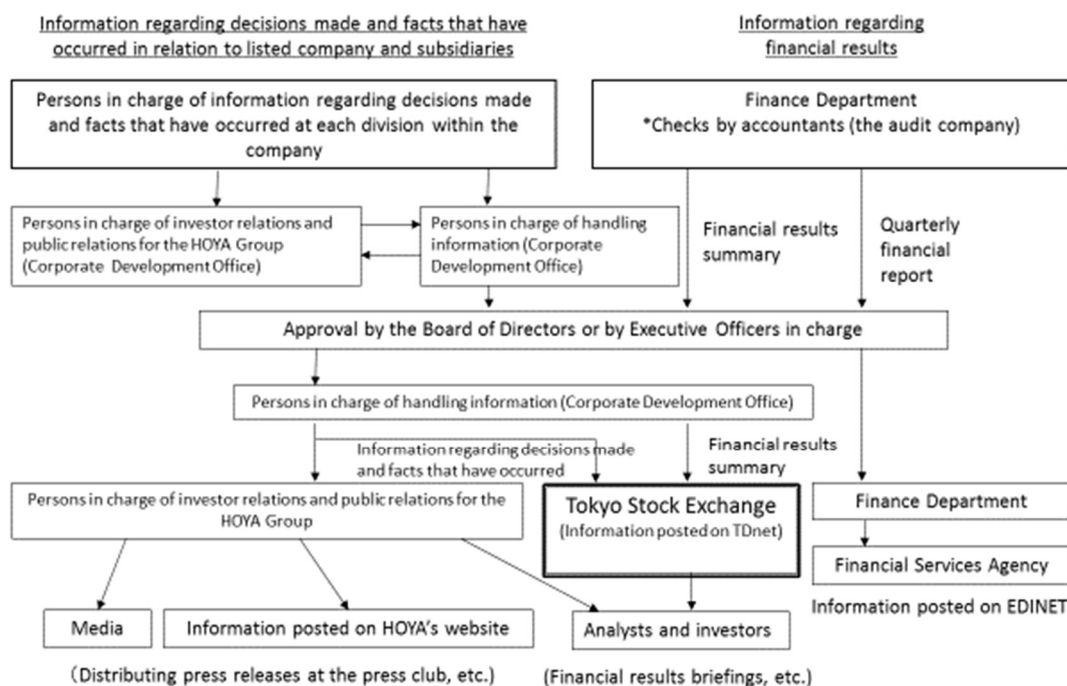 Information regarding decisions made and facts that have
occurred in relation to listed company and subsidiaries
Information regarding
financial results
Persons in charge of information regarding decisions made
and facts that have occurred at each division within the
company
Finance Department
*Checks by accountants (the audit company)
Persons in charge of investor relations and
public relations for the HOYA Group
(Corporate Development Office)
Persons in charge of handling
information (Corporate
Development Office)
Financial results
summary
Quarterly
financial
report
Approval by the Board of Directors or by Executive Officers in charge
Persons in charge of handling information (Corporate Development Office)
Information regarding decisions made
and facts that have occurred
Financial results
summary
Persons in charge of investor relations and public relations for the
HOYA Group
Tokyo Stock Exchange
(Information posted on TDnet)
Finance Department
Financial Services Agency
Information posted on EDINET
Media
Information posted on HOYA's website
Analysts and investors
(Distributing press releases at the press club, etc.)
(Financial results briefings, etc.)